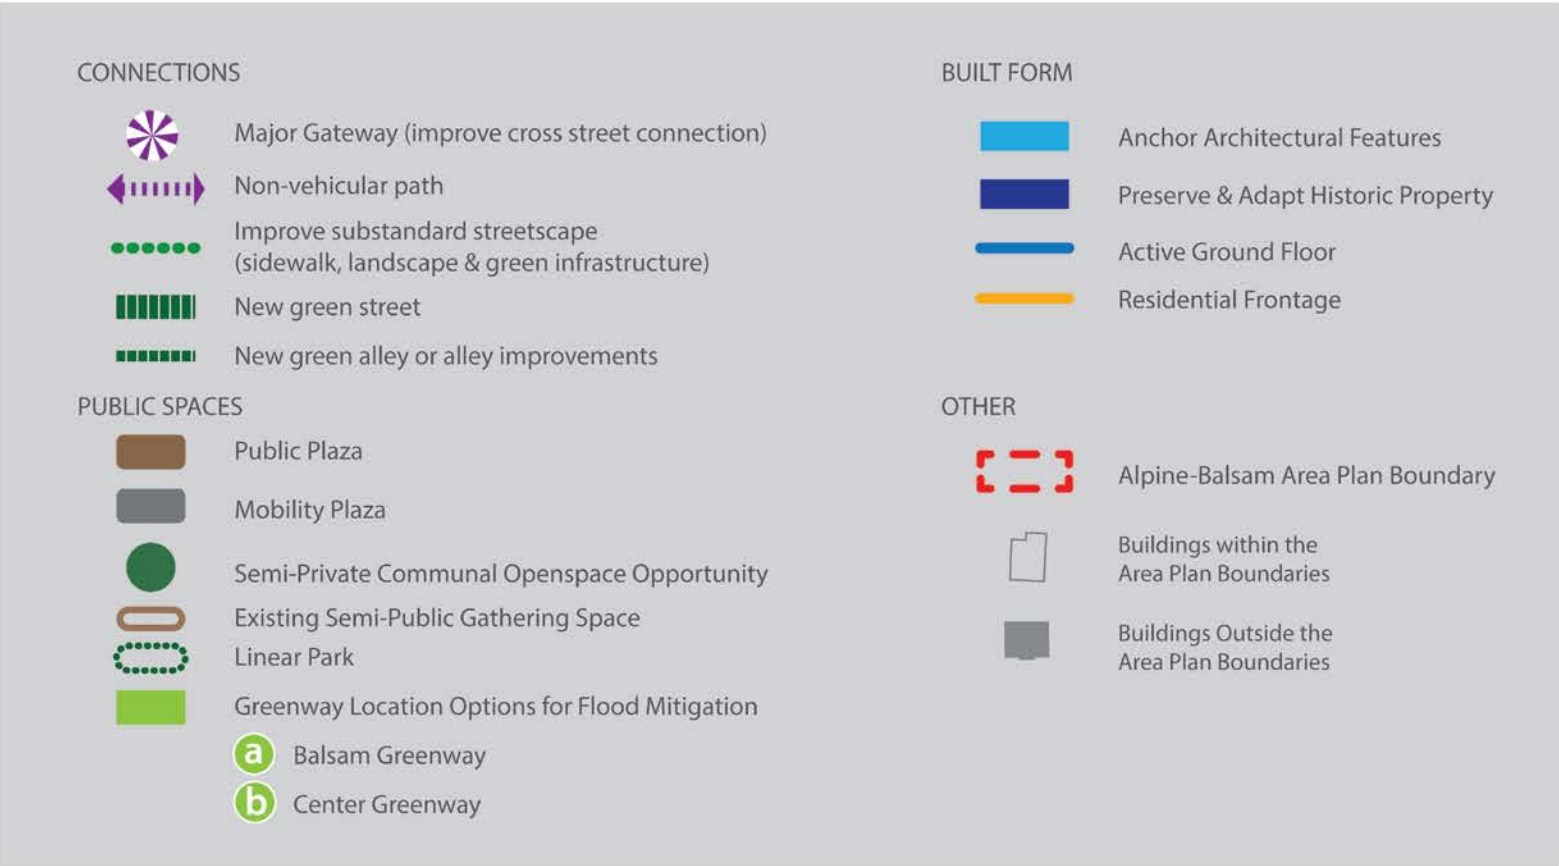 CONNECTIONS
Major Gateway (improve cross street connection)
Non-vehicular path
Improve substandard streetscape
(sidewalk, landscape & green infrastructure)
New green street
New green alley or alley improvements
PUBLIC SPACES
Public Plaza
Mobility Plaza
Semi-Private Communal Openspace Opportunity
Existing Semi-Public Gathering Space
Linear Park
Greenway Location Options for Flood Mitigation
a Balsam Greenway
b Center Greenway
BUILT FORM
Anchor Architectural Features
Preserve & Adapt Historic Property
Active Ground Floor
Residential Frontage
OTHER
Alpine-Balsam Area Plan Boundary
Buildings within the
Area Plan Boundaries
Buildings Outside the
Area Plan Boundaries